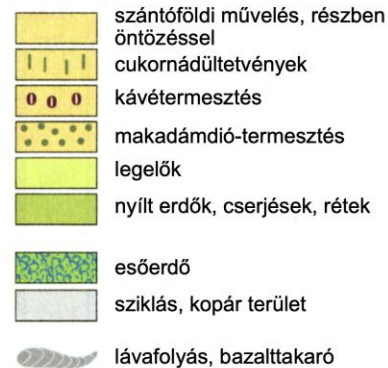 szántóföldi művelés, részben
öntözéssel
cukornádültetvények
kávétermesztés
makadámdió-termesztés
legelők
nyílt erdők, cserjések, rétek
esőerdő
sziklás, kopár terület
lávafolyás, bazalttakaró